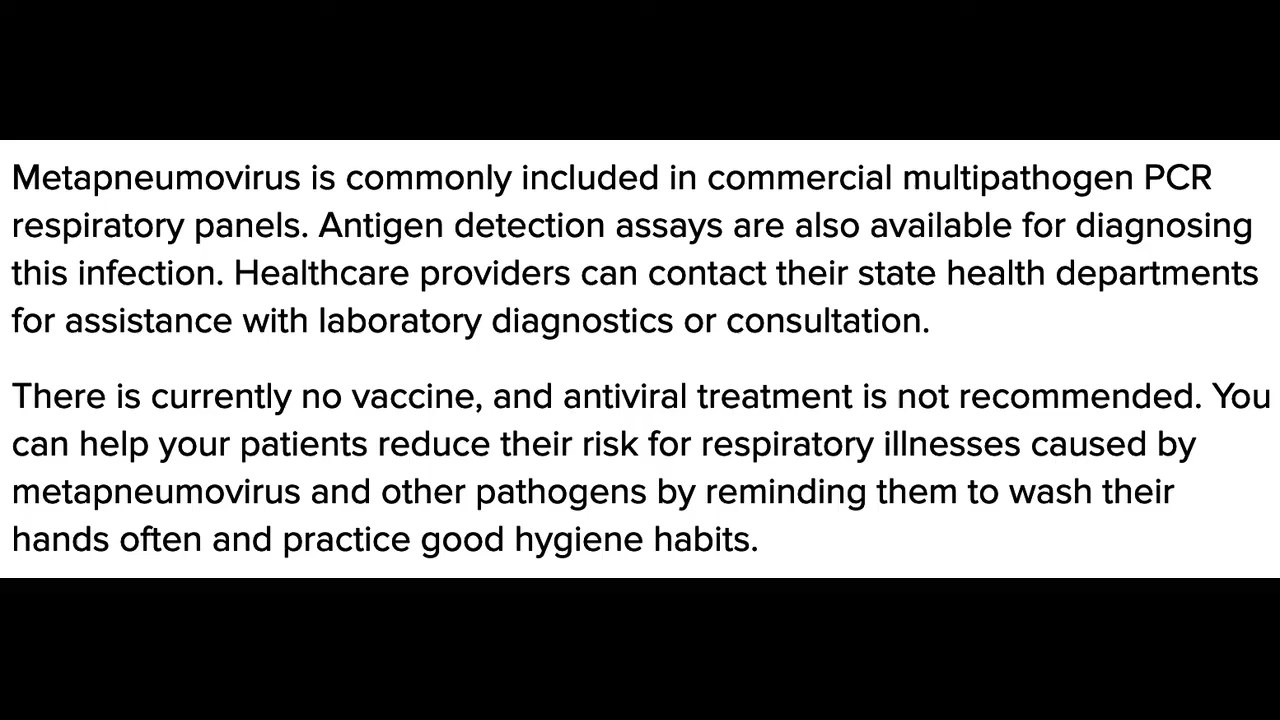 Metapneumovirus is commonly included in commercial multipathogen PCR
respiratory panels. Antigen detection assays are also available for diagnosing
this infection. Healthcare providers can contact their state health departments
for assistance with laboratory diagnostics or consultation.
There is currently no vaccine, and antiviral treatment is not recommended. You
can help your patients reduce their risk for respiratory illnesses caused by
metapneumovirus and other pathogens by reminding them to wash their
hands often and practice good hygiene habits.